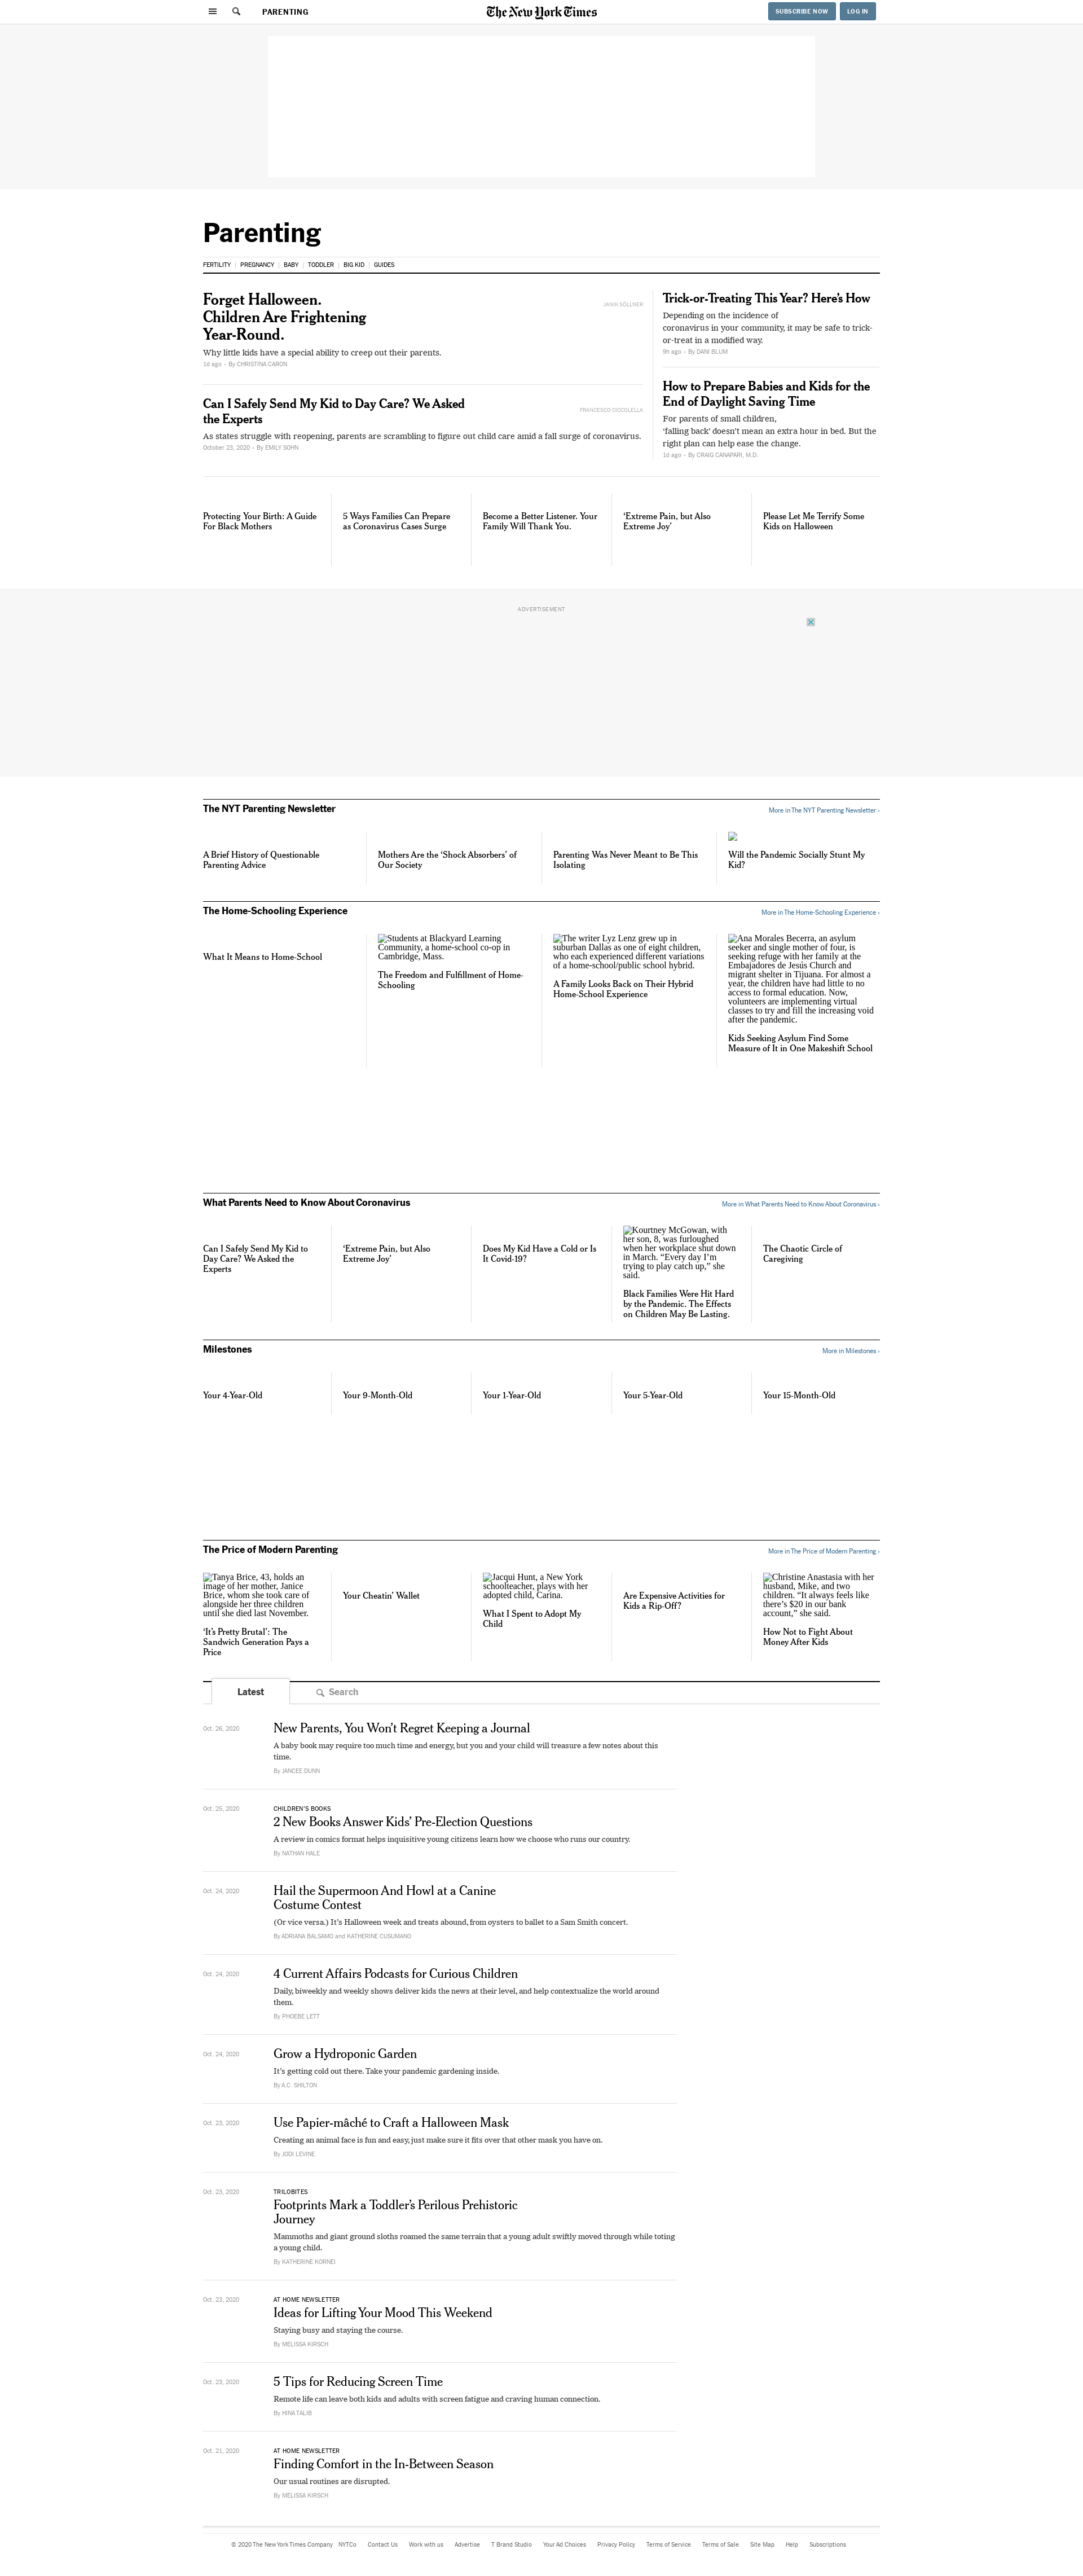 PARENTING
The New York Times
SUBSCRIBE NOW
LOG IN
Parenting
FERTILITY
PREGNANCY
BABY
TODDLER
BIG KID
GUIDES
JANIK SÖLLNER
Forget Halloween.
Children Are Frightening
Year-Round.
Why little kids have a special ability to creep out their parents.
1d ago – By CHRISTINA CARON
FRANCESCO CICCOLELLA
Can I Safely Send My Kid to Day Care? We Asked
the Experts
As states struggle with reopening, parents are scrambling to figure out child care amid a fall surge of coronavirus.
October 23, 2020 – By EMILY SOHN
Trick-or-Treating This Year? Here’s How
Depending on the incidence of
coronavirus in your community, it may be safe to trick-
or-treat in a modified way.
9h ago – By DANI BLUM
How to Prepare Babies and Kids for the
End of Daylight Saving Time
For parents of small children,
‘falling back’ doesn’t mean an extra hour in bed. But the
right plan can help ease the change.
1d ago – By CRAIG CANAPARI, M.D.
Protecting Your Birth: A Guide
For Black Mothers
5 Ways Families Can Prepare
as Coronavirus Cases Surge
Become a Better Listener. Your
Family Will Thank You.
‘Extreme Pain, but Also
Extreme Joy’
Please Let Me Terrify Some
Kids on Halloween
ADVERTISEMENT
The NYT Parenting Newsletter
More in The NYT Parenting Newsletter ›
A Brief History of Questionable
Parenting Advice
Mothers Are the ‘Shock Absorbers’ of
Our Society
Parenting Was Never Meant to Be This
Isolating
Will the Pandemic Socially Stunt My
Kid?
The Home-Schooling Experience
More in The Home-Schooling Experience ›
What It Means to Home-School
Students at Blackyard Learning
Community, a home-school co-op in
Cambridge, Mass.
The Freedom and Fulfillment of Home-
Schooling
The writer Lyz Lenz grew up in
suburban Dallas as one of eight children,
who each experienced different variations
of a home-school/public school hybrid.
A Family Looks Back on Their Hybrid
Home-School Experience
Ana Morales Becerra, an asylum
seeker and single mother of four, is
seeking refuge with her family at the
Embajadores de Jesús Church and
migrant shelter in Tijuana. For almost a
year, the children have had little to no
access to formal education. Now,
volunteers are implementing virtual
classes to try and fill the increasing void
after the pandemic.
Kids Seeking Asylum Find Some
Measure of It in One Makeshift School
What Parents Need to Know About Coronavirus
More in What Parents Need to Know About Coronavirus ›
Can I Safely Send My Kid to
Day Care? We Asked the
Experts
‘Extreme Pain, but Also
Extreme Joy’
Does My Kid Have a Cold or Is
It Covid-19?
Kourtney McGowan, with
her son, 8, was furloughed
when her workplace shut down
in March. “Every day I’m
trying to play catch up,” she
said.
Black Families Were Hit Hard
by the Pandemic. The Effects
on Children May Be Lasting.
The Chaotic Circle of
Caregiving
Milestones
More in Milestones ›
Your 4-Year-Old
Your 9-Month-Old
Your 1-Year-Old
Your 5-Year-Old
Your 15-Month-Old
The Price of Modern Parenting
More in The Price of Modern Parenting ›
Tanya Brice, 43, holds an
image of her mother, Janice
Brice, whom she took care of
alongside her three children
until she died last November.
‘It’s Pretty Brutal’: The
Sandwich Generation Pays a
Price
Your Cheatin’ Wallet
Jacqui Hunt, a New York
schoolteacher, plays with her
adopted child, Carina.
What I Spent to Adopt My
Child
Are Expensive Activities for
Kids a Rip-Off?
Christine Anastasia with her
husband, Mike, and two
children. “It always feels like
there’s $20 in our bank
account,” she said.
How Not to Fight About
Money After Kids
Latest
Search
Oct. 26, 2020
New Parents, You Won’t Regret Keeping a Journal
A baby book may require too much time and energy, but you and your child will treasure a few notes about this
time.
By JANCEE DUNN
Oct. 25, 2020
CHILDREN’S BOOKS
2 New Books Answer Kids’ Pre-Election Questions
A review in comics format helps inquisitive young citizens learn how we choose who runs our country.
By NATHAN HALE
Oct. 24, 2020
Hail the Supermoon And Howl at a Canine
Costume Contest
(Or vice versa.) It’s Halloween week and treats abound, from oysters to ballet to a Sam Smith concert.
By ADRIANA BALSAMO and KATHERINE CUSUMANO
Oct. 24, 2020
4 Current Affairs Podcasts for Curious Children
Daily, biweekly and weekly shows deliver kids the news at their level, and help contextualize the world around
them.
By PHOEBE LETT
Oct. 24, 2020
Grow a Hydroponic Garden
It’s getting cold out there. Take your pandemic gardening inside.
By A.C. SHILTON
Oct. 23, 2020
Use Papier-mâché to Craft a Halloween Mask
Creating an animal face is fun and easy, just make sure it fits over that other mask you have on.
By JODI LEVINE
Oct. 23, 2020
TRILOBITES
Footprints Mark a Toddler’s Perilous Prehistoric
Journey
Mammoths and giant ground sloths roamed the same terrain that a young adult swiftly moved through while toting
a young child.
By KATHERINE KORNEI
Oct. 23, 2020
AT HOME NEWSLETTER
Ideas for Lifting Your Mood This Weekend
Staying busy and staying the course.
By MELISSA KIRSCH
Oct. 23, 2020
5 Tips for Reducing Screen Time
Remote life can leave both kids and adults with screen fatigue and craving human connection.
By HINA TALIB
Oct. 21, 2020
AT HOME NEWSLETTER
Finding Comfort in the In-Between Season
Our usual routines are disrupted.
By MELISSA KIRSCH
© 2020 The New York Times Company NYTCo Contact Us Work with us Advertise T Brand Studio Your Ad Choices Privacy Policy Terms of Service Terms of Sale Site Map Help Subscriptions